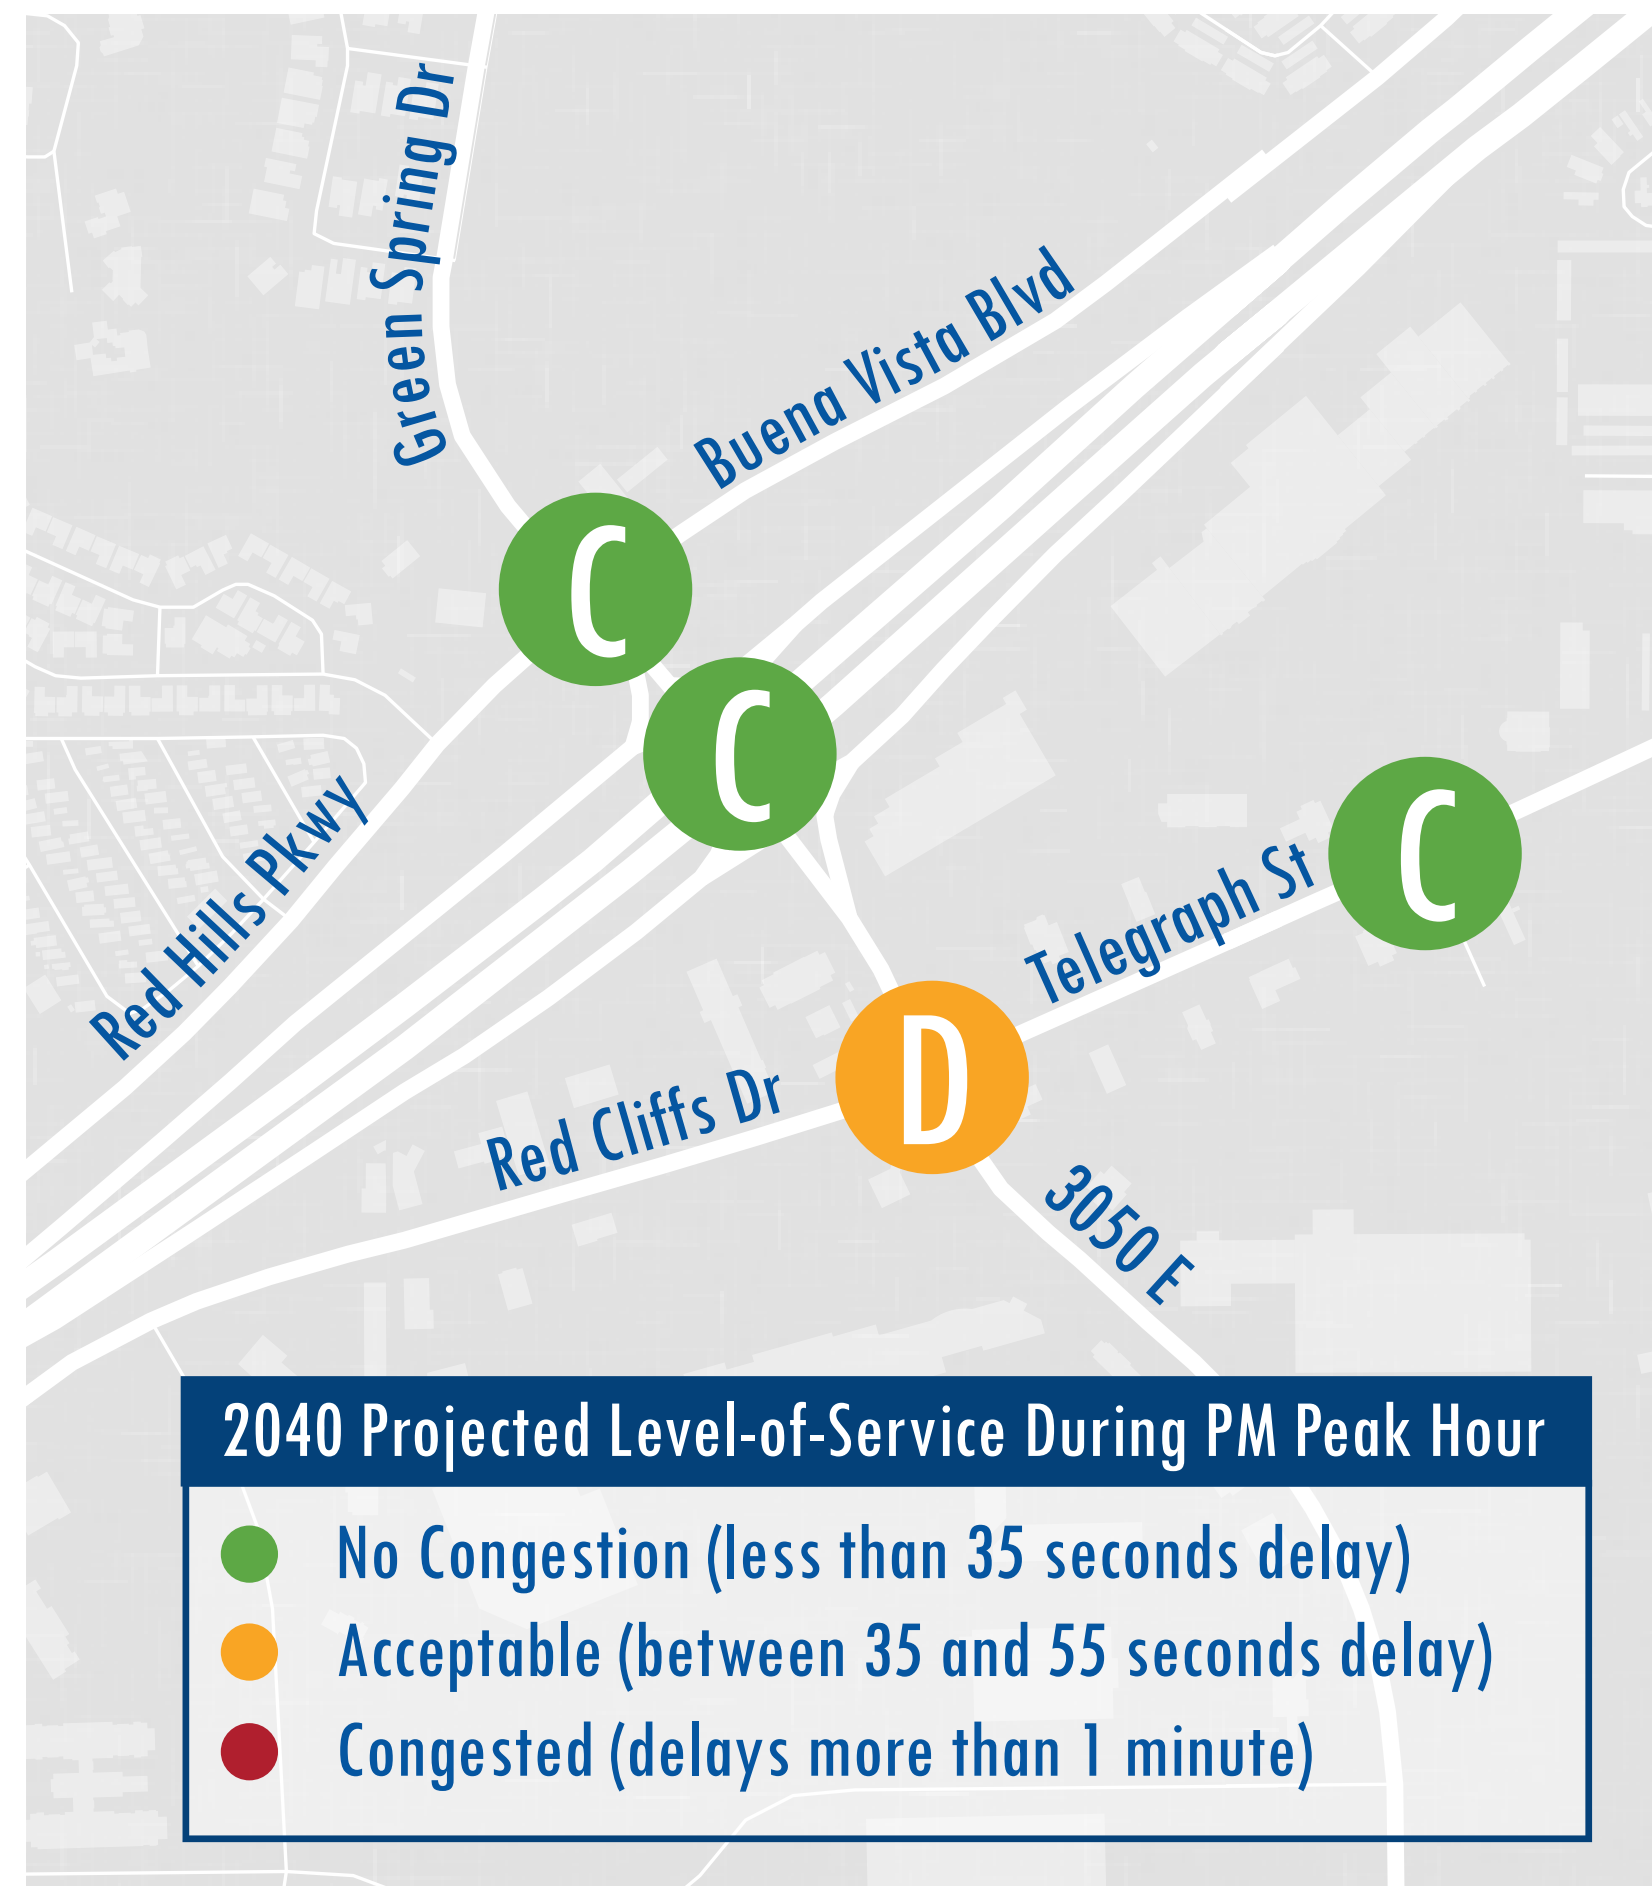 Green Spring Dr
Buena Vista Blvd
C
C
Red Hills Pkwy
C
Telegraph St
D
Red Cliffs Dr
3050 E
2040 Projected Level-of-Service During PM Peak Hour
No Congestion (less than 35 seconds delay)
Acceptable (between 35 and 55 seconds delay)
Congested (delays more than 1 minute)